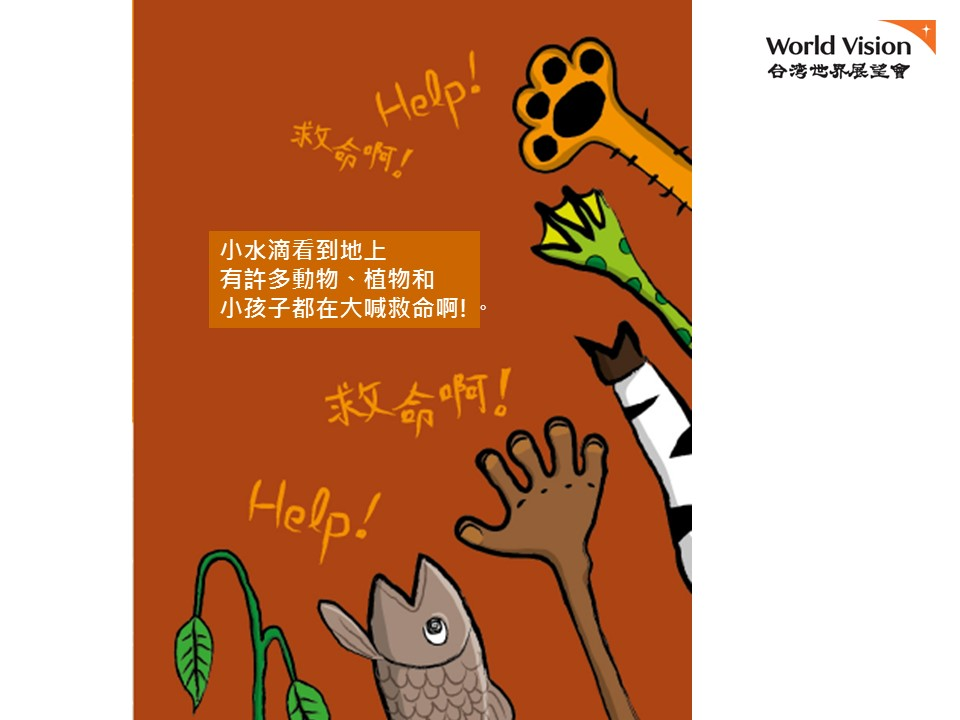 World Vision
台湾世界展望會
Help!
救命啊!
小水滴看到地上
有許多動物、植物和
小孩子都在大喊救命啊!。
救命啊!
Help!